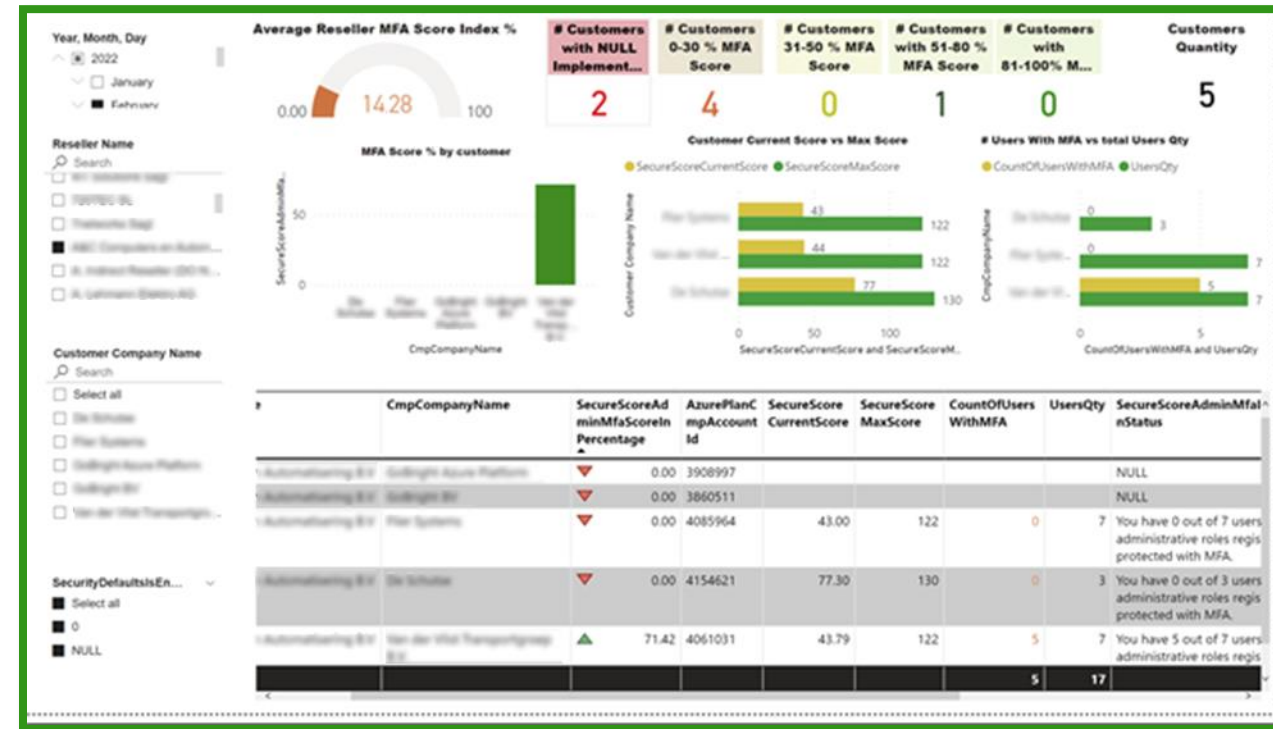 Year, Month, Day
2022
January
February
Reseller Name
Search
Customer Company Name
Search
Select all
SecurityDefaultsIsEn...
Select all
0
NULL
Average Reseller MFA Score Index %
0.00
14.28
100
# Customers
with NULL
Implement...
2
# Customers
0-30 % MFA
Score
4
# Customers
31-50 % MFA
Score
0
# Customers
with 51-80 %
MFA Score
1
# Customers
with
81-100% M...
0
Customers
Quantity
5
MFA Score % by customer
SecureScoreAdminMfa...
50
0
CmpCompanyName
Customer Current Score vs Max Score
SecureScoreCurrentScore SecureScoreMaxScore
Customer Company Name
43
122
44
122
77
130
0 50 100
SecureScoreCurrentScore and SecureScoreM...
# Users With MFA vs total Users Qty
CountOfUsersWithMFA UsersQty
CmpCompanyName
0
3
0
7
5
7
0 5
CountOfUsersWithMFA and UsersQty
CmpCompanyName SecureScoreAd AzurePlanC SecureScore SecureScore CountOfUsers UsersQty SecureScoreAdminMfaI
minMfaScoreIn mpAccount CurrentScore MaxScore WithMFA nStatus
Percentage Id
0.00 3908997 NULL
0.00 3860511 NULL
0.00 4085964 43.00 122 0 7 You have 0 out of 7 users
administrative roles regis
protected with MFA.
0.00 4154621 77.30 130 0 3 You have 0 out of 3 users
administrative roles regis
protected with MFA.
71.42 4061031 43.79 122 5 7 You have 5 out of 7 users
administrative roles regis
5 17